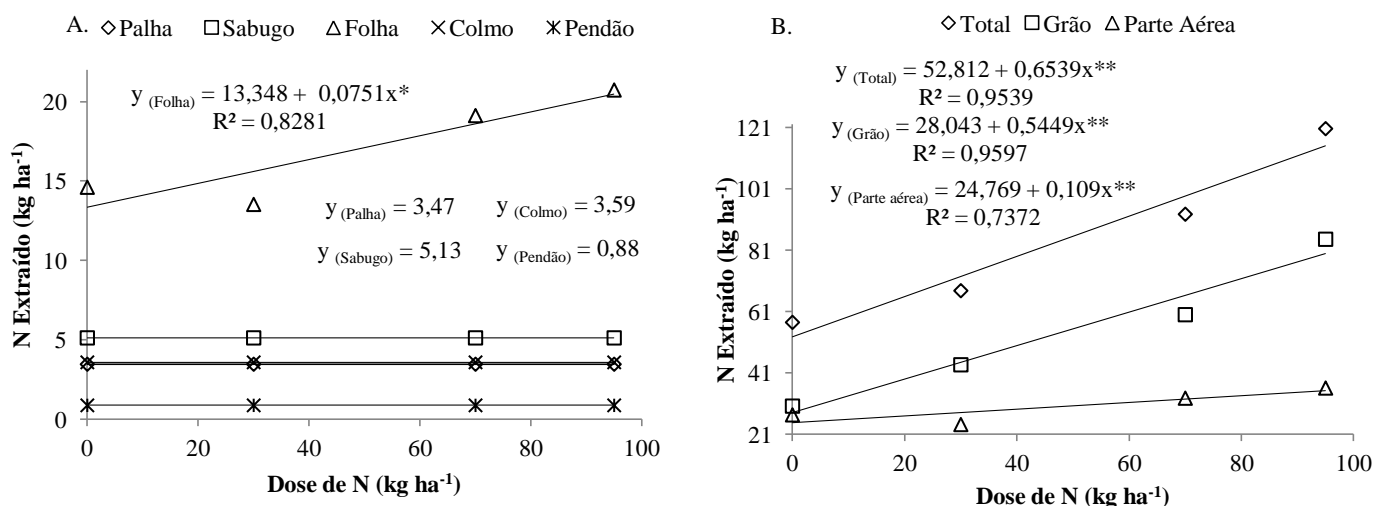 A. ◇Palha □Sabugo △Folha ×Colmo ж Pendão
y (Folha) = 13,348 + 0,0751x*
R² = 0,8281
y (Palha) = 3,47 y (Colmo) = 3,59
y (Sabugo) = 5,13 y (Pendão) = 0,88
N Extraído (kg ha-1)
20
15
10
5
0
0 20 40 60 80 100
Dose de N (kg ha-1)
B. ◇Total □Grão △Parte Aérea
y (Total) = 52,812 + 0,6539x**
R² = 0,9539
y (Grão) = 28,043 + 0,5449x**
R² = 0,9597
y (Parte aérea) = 24,769 + 0,109x**
R² = 0,7372
N Extraído (kg ha-1)
121
101
81
61
41
21
0 20 40 60 80 100
Dose de N (kg ha-1)